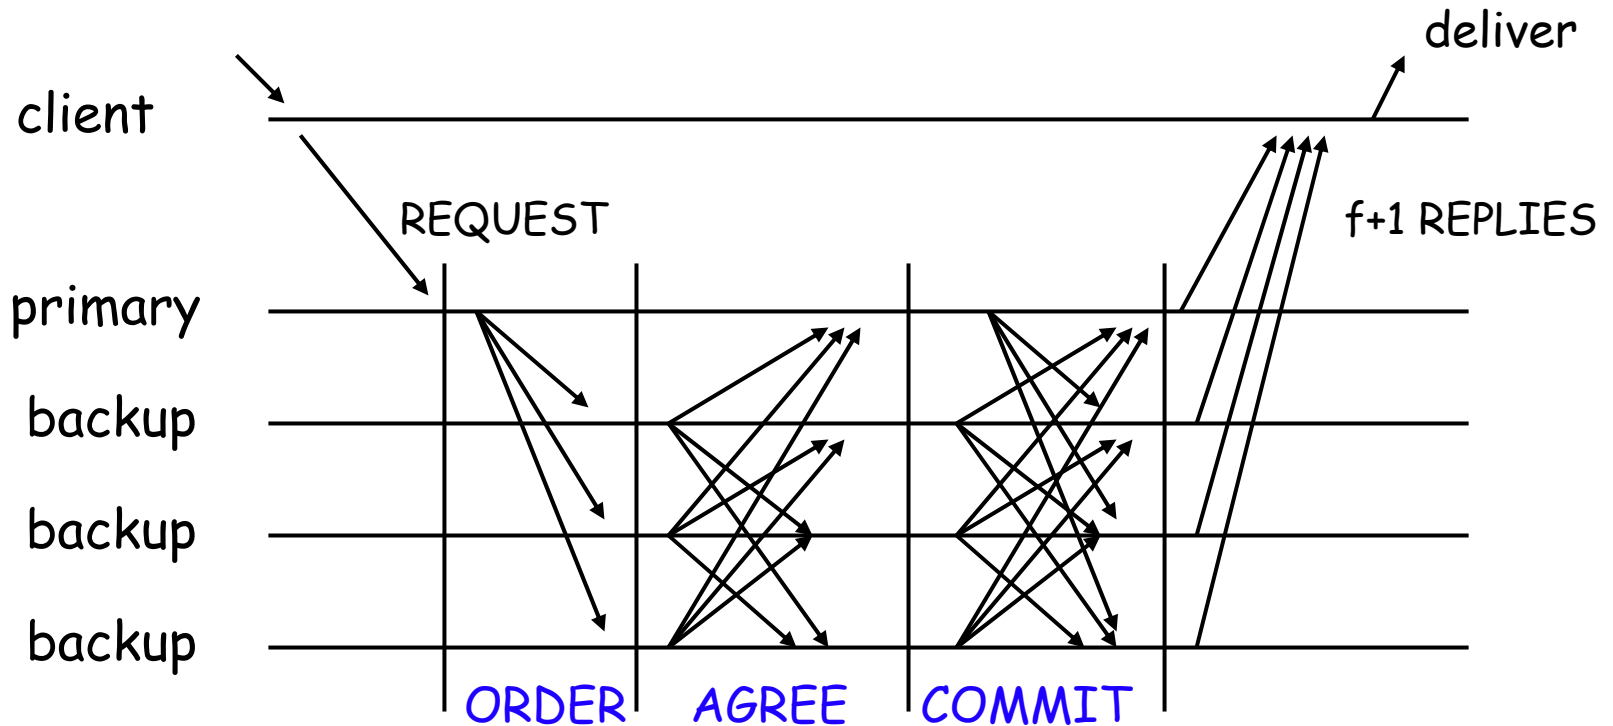 deliver
client
REQUEST
f+1 REPLIES
primary
backup
backup
backup
ORDER
AGREE
COMMIT